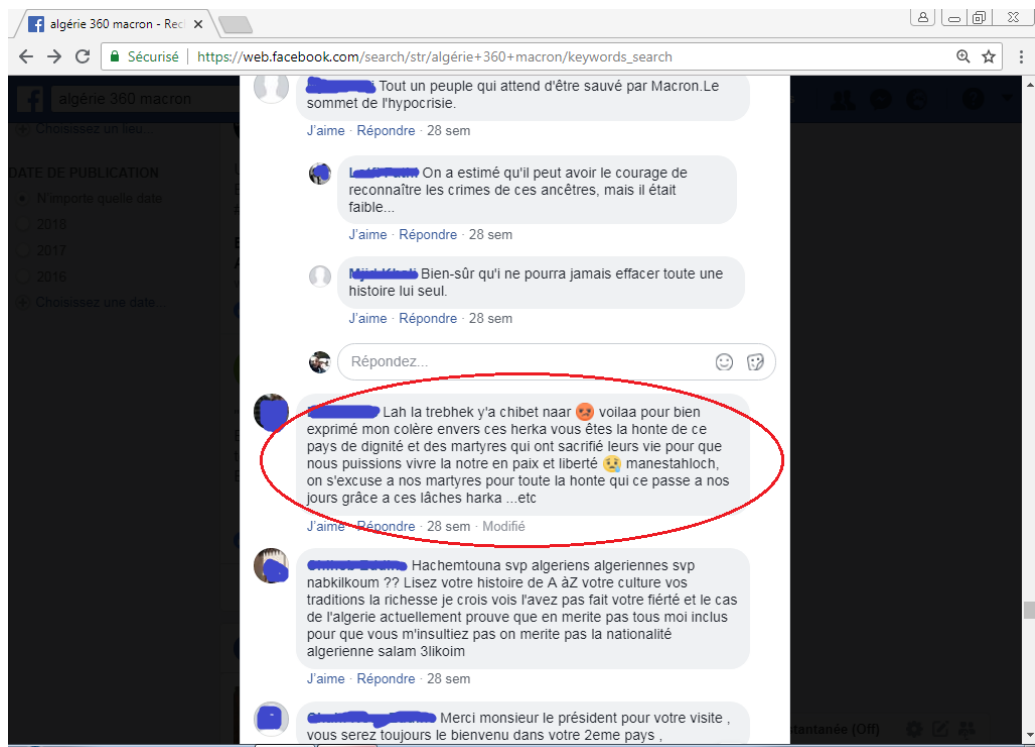 algérie 360 macron - Rec
Sécurisé | https://web.facebook.com/search/str/algérie+360+macron/keywords_search
algérie 360 macron
+ Choisissez un lieu...
DATE DE PUBLICATION
N'importe quelle date
2018
2017
2016
+ Choisissez une date...
Tout un peuple qui attend d'être sauvé par Macron.Le
sommet de l'hypocrisie.
J'aime · Répondre · 28 sem
On a estimé qu'il peut avoir le courage de
reconnaître les crimes de ces ancêtres, mais il était
faible...
J'aime · Répondre · 28 sem
Bien-sûr qu'i ne pourra jamais effacer toute une
histoire lui seul.
J'aime · Répondre · 28 sem
Répondez...
Lah la trebhek y'a chibet naar 😡 voilaa pour bien
exprimé mon colère envers ces herka vous êtes la honte de ce
pays de dignité et des martyres qui ont sacrifié leurs vie pour que
nous puissions vivre la notre en paix et liberté 😢 manestahloch,
on s'excuse a nos martyres pour toute la honte qui ce passe a nos
jours grâce a ces lâches harka ...etc
J'aime · Répondre · 28 sem · Modifié
Hachemtouna svp algeriens algeriennes svp
nabkilkoum ?? Lisez votre histoire de A àZ votre culture vos
traditions la richesse je crois vois l'avez pas fait votre fiérté et le cas
de l'algerie actuellement prouve que en merite pas tous moi inclus
pour que vous m'insultiez pas on merite pas la nationalité
algerienne salam 3likoim
J'aime · Répondre · 28 sem
Merci monsieur le président pour votre visite ,
vous serez toujours le bienvenu dans votre 2eme pays ,
instantanée (Off)